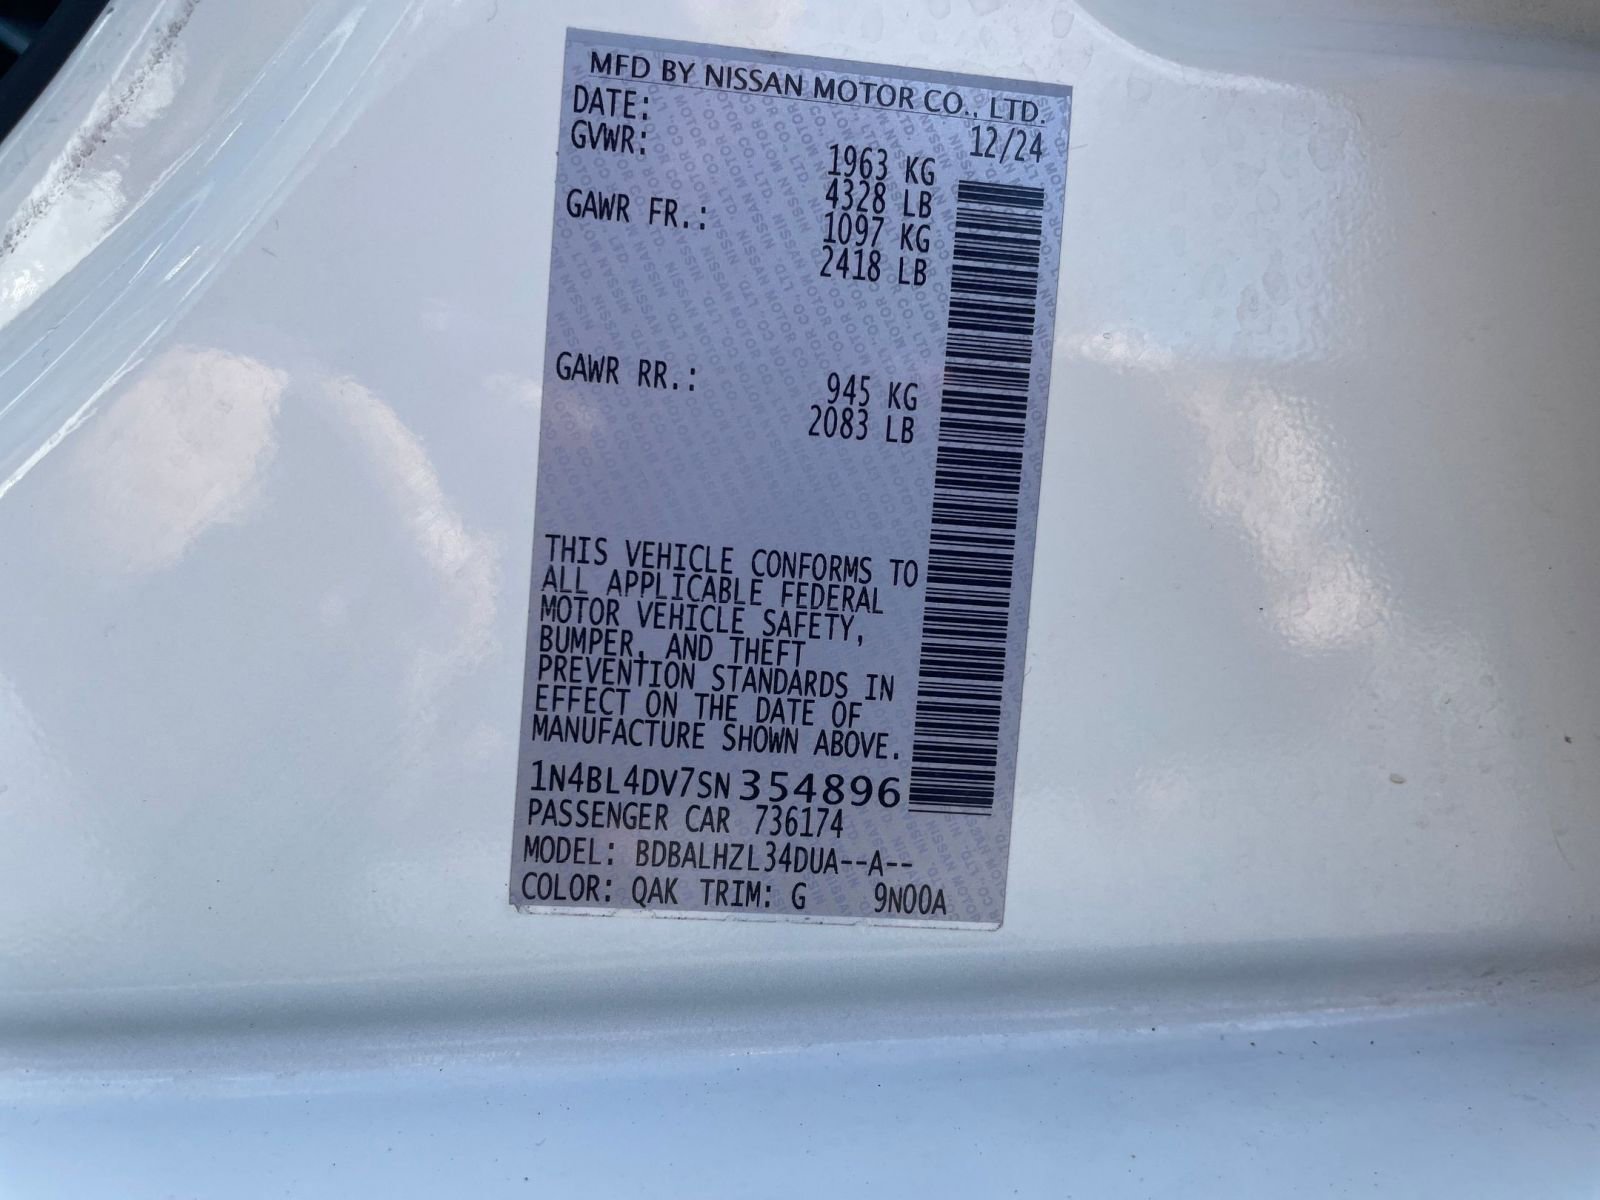 MFD BY NISSAN MOTOR CO., LTD.
DATE: 12/24
GVWR: 1963 KG
4328 LB
GAWR FR.: 1097 KG
2418 LB
GAWR RR.: 945 KG
2083 LB
THIS VEHICLE CONFORMS TO
ALL APPLICABLE FEDERAL
MOTOR VEHICLE SAFETY,
BUMPER, AND THEFT
PREVENTION STANDARDS IN
EFFECT ON THE DATE OF
MANUFACTURE SHOWN ABOVE.
1N4BL4DV7SN354896
PASSENGER CAR 736174
MODEL: BDBALHZL34DUA--A--
COLOR: QAK TRIM: G 9N00A